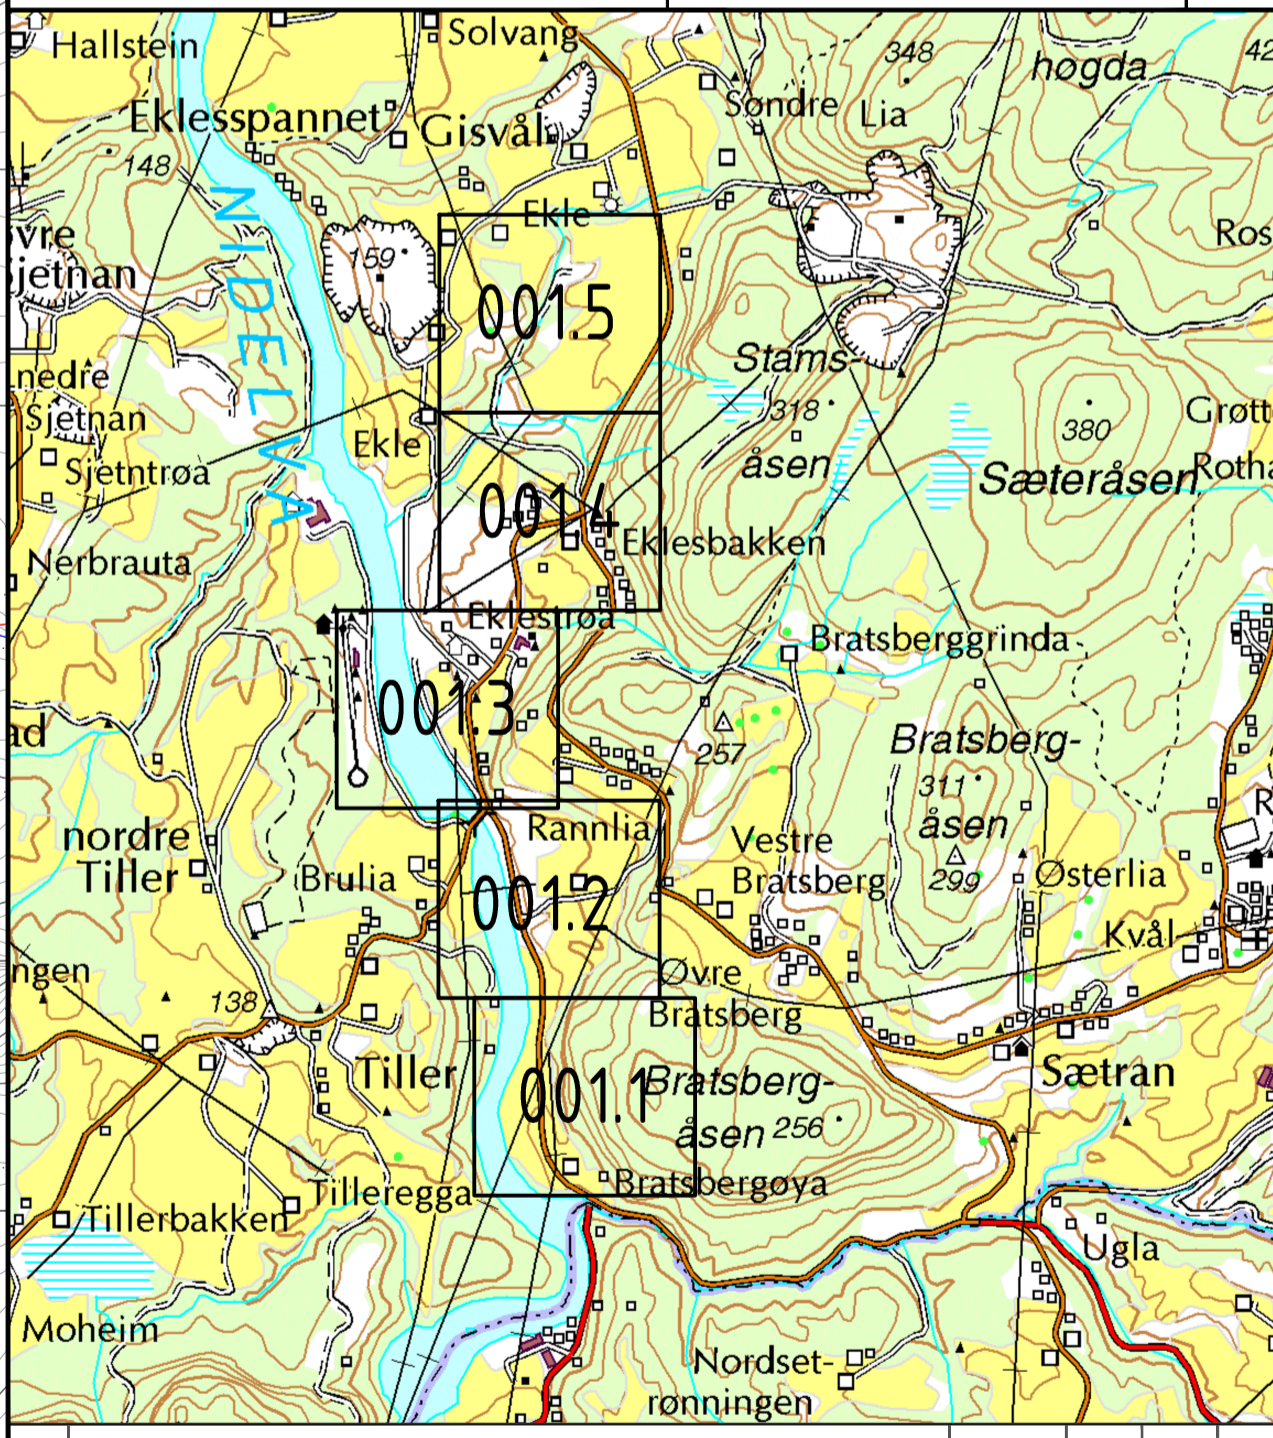 Hallstein
Solvang
348
høgda
42
Søndre Lia
Eklesspannet
Gisvål
148
NIDELVA
Ekle
øvre
Sjetnan
159
Ros
001.5
Stams-
åsen
318
nedre
Sjetnan
380
Grøtt
Ekle
Sjetntrøa
Sæteråsen
Rotha
001.4
Eklesbakken
Nerbrauta
Eklestrøa
Bratsberggrinda
001.3
ad
257
Bratsberg-
åsen
311
nordre
Tiller
Rannlia
Vestre
Bratsberg
R
Brulia
299
Østerlia
001.2
Kvål
ngen
Øvre
Bratsberg
138
Tiller
001.1
Bratsberg-
åsen
256
Sætran
Bratsbergøya
Tilleregga
Tillerbakken
Ugla
Moheim
Nordset-
rønningen